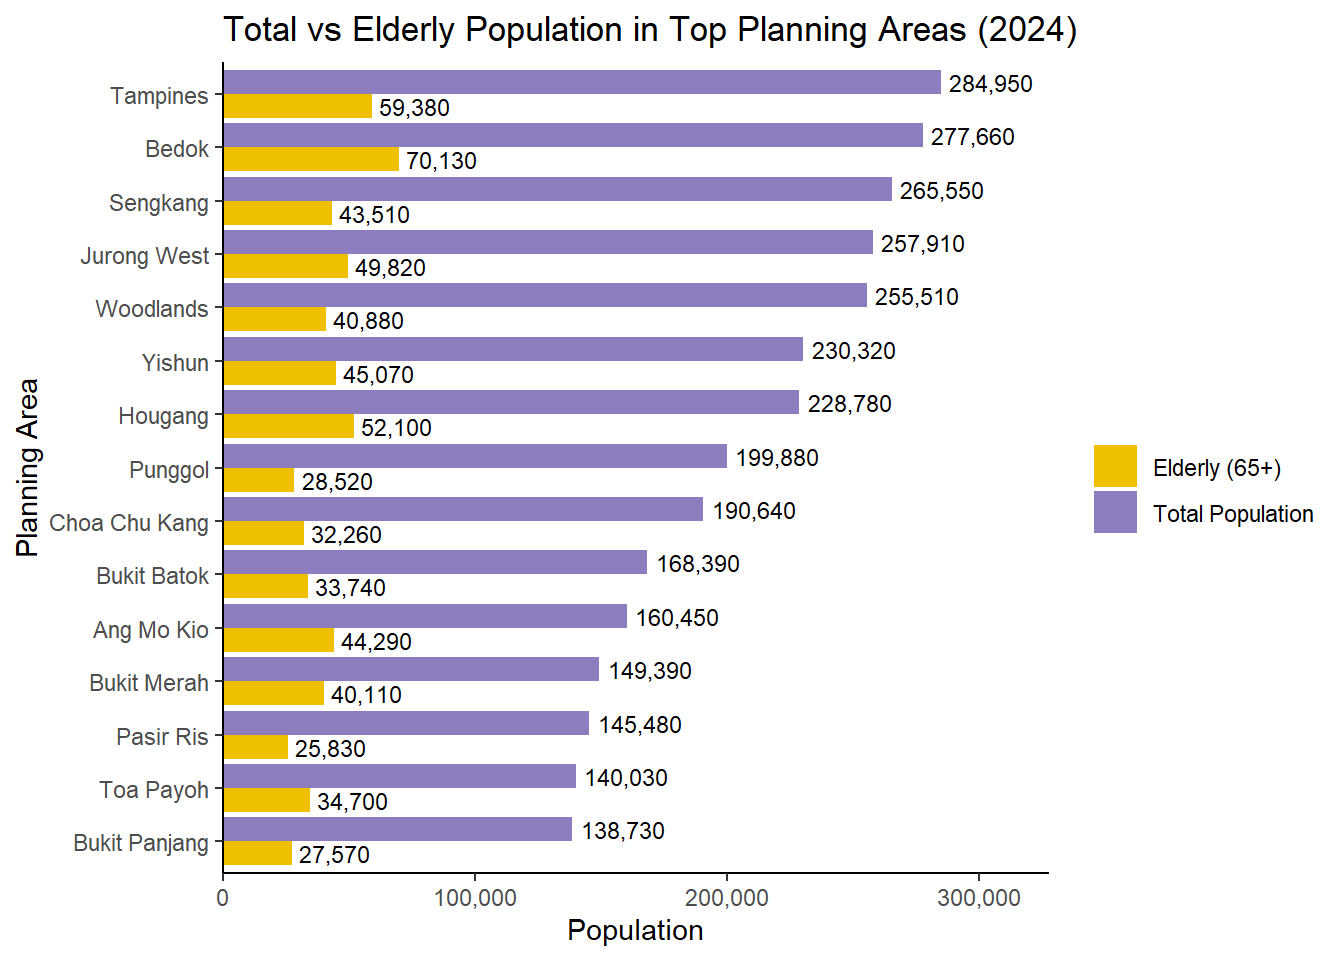 Total vs Elderly Population in Top Planning Areas (2024)
Planning Area
Tampines
284,950
59,380
Bedok
277,660
70,130
Sengkang
265,550
43,510
Jurong West
257,910
49,820
Woodlands
255,510
40,880
Yishun
230,320
45,070
Hougang
228,780
52,100
Punggol
199,880
28,520
Choa Chu Kang
190,640
32,260
Bukit Batok
168,390
33,740
Ang Mo Kio
160,450
44,290
Bukit Merah
149,390
40,110
Pasir Ris
145,480
25,830
Toa Payoh
140,030
34,700
Bukit Panjang
138,730
27,570
0 100,000 200,000 300,000
Population
Elderly (65+)
Total Population